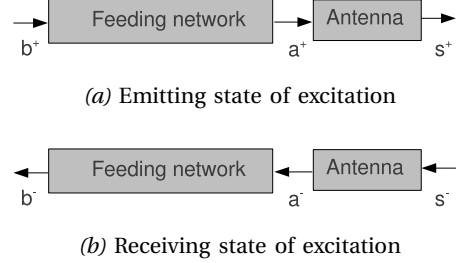 Feeding network Antenna
b⁺ a⁺ s⁺
(a) Emitting state of excitation
Feeding network Antenna
b⁻ a⁻ s⁻
(b) Receiving state of excitation